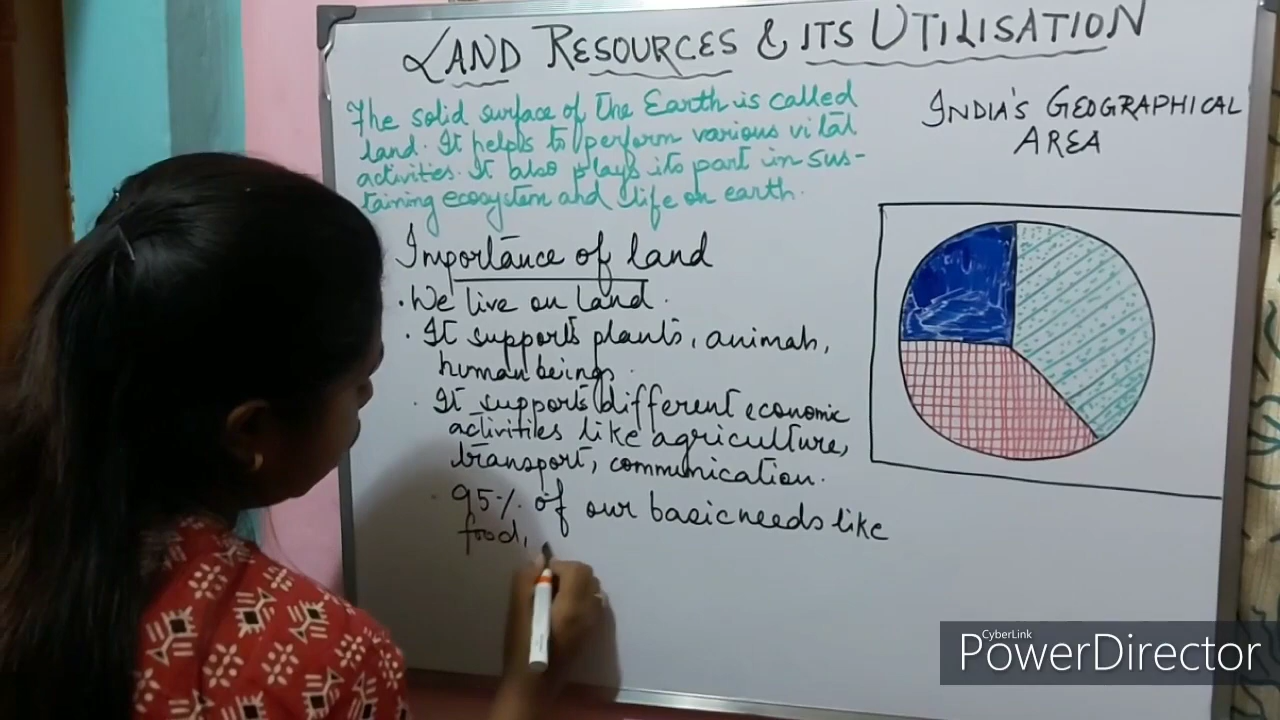 LAND RESOURCES & ITS UTILISATION
The solid surface of the Earth is called
land. It helps to perform various vital
activities. It also plays its part in sus-
taining ecosystem and life on earth.
Importance of land
• We live on land.
• It supports plants, animals,
human beings.
• It supports different economic
activities like agriculture,
transport, communication.
• 95% of our basic needs like
food,
INDIA'S GEOGRAPHICAL
AREA
CyberLink
PowerDirector